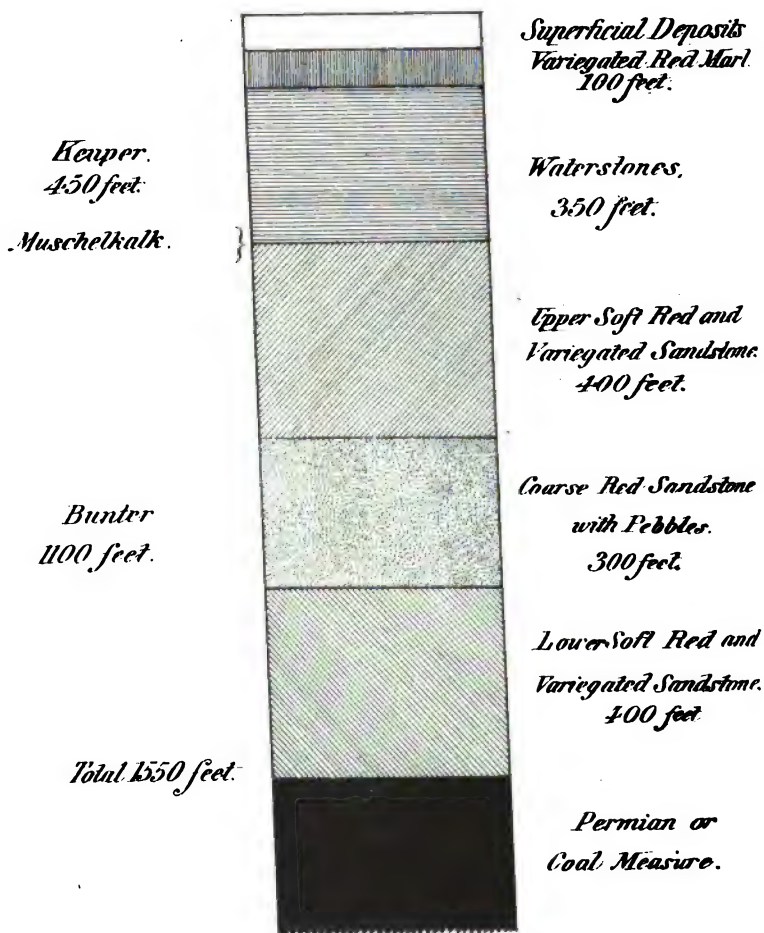 Superficial Deposits
Variegated Red Marl
100 feet.
Keuper.
450 feet.
Waterstones,
350 feet.
Muschelkalk.
Upper Soft Red and
Variegated Sandstone
400 feet.
Bunter
1100 feet.
Coarse Red Sandstone
with Pebbles.
300 feet.
Lower Soft Red and
Variegated Sandstone.
400 feet
Total 1550 feet.
Permian or
Coal Measure.